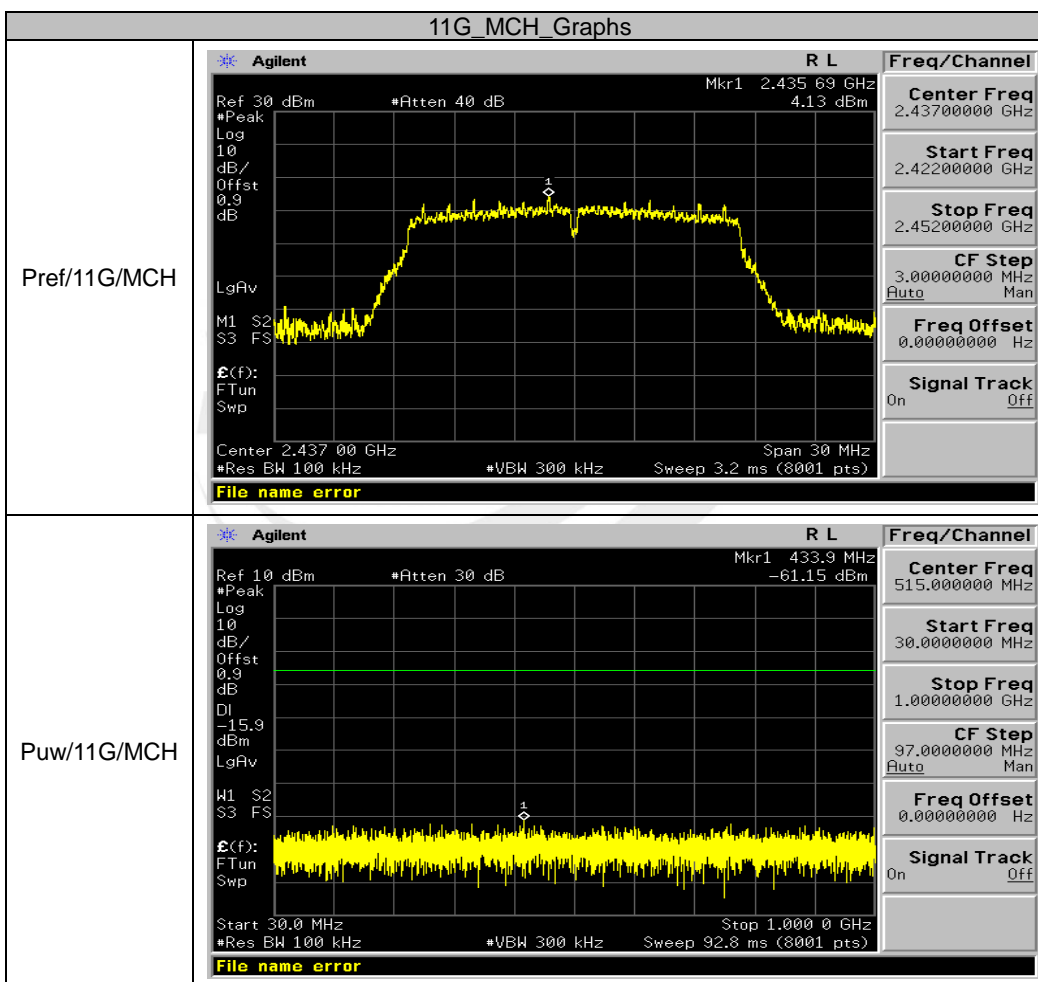 11G_MCH_Graphs
Pref/11G/MCH
Agilent R L
Mkr1 2.435 69 GHz
Ref 30 dBm #Atten 40 dB 4.13 dBm
#Peak
Log
10
dB/
Offst
0.9
dB
LgAv
M1 S2
S3 FS
£(f):
FTun
Swp
1
Center 2.437 00 GHz Span 30 MHz
#Res BW 100 kHz #VBW 300 kHz Sweep 3.2 ms (8001 pts)
File name error
Freq/Channel
Center Freq
2.43700000 GHz
Start Freq
2.42200000 GHz
Stop Freq
2.45200000 GHz
CF Step
3.00000000 MHz
Auto Man
Freq Offset
0.00000000 Hz
Signal Track
On Off
Puw/11G/MCH
Agilent R L
Mkr1 433.9 MHz
Ref 10 dBm #Atten 30 dB -61.15 dBm
#Peak
Log
10
dB/
Offst
0.9
dB
DI
-15.9
dBm
LgAv
W1 S2
S3 FS
£(f):
FTun
Swp
1
Start 30.0 MHz Stop 1.000 0 GHz
#Res BW 100 kHz #VBW 300 kHz Sweep 92.8 ms (8001 pts)
File name error
Freq/Channel
Center Freq
515.000000 MHz
Start Freq
30.0000000 MHz
Stop Freq
1.00000000 GHz
CF Step
97.0000000 MHz
Auto Man
Freq Offset
0.00000000 Hz
Signal Track
On Off